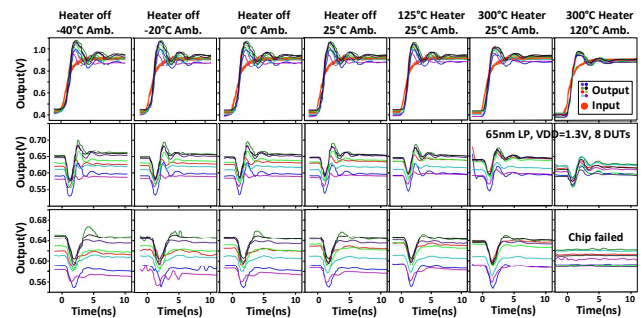 Heater off Heater off Heater off Heater off 125°C Heater 300°C Heater 300°C Heater
-40°C Amb. -20°C Amb. 0°C Amb. 25°C Amb. 25°C Amb. 25°C Amb. 120°C Amb.
Output(V)
1.0
0.8
0.6
0.4
Output
Input
Output(V)
0.70
0.65
0.60
0.55
65nm LP, VDD=1.3V, 8 DUTs
Output(V)
0.68
0.64
0.60
0.56
Chip failed
0 5 10 0 5 10 0 5 10 0 5 10 0 5 10 0 5 10 0 5 10
Time(ns) Time(ns) Time(ns) Time(ns) Time(ns) Time(ns) Time(ns)